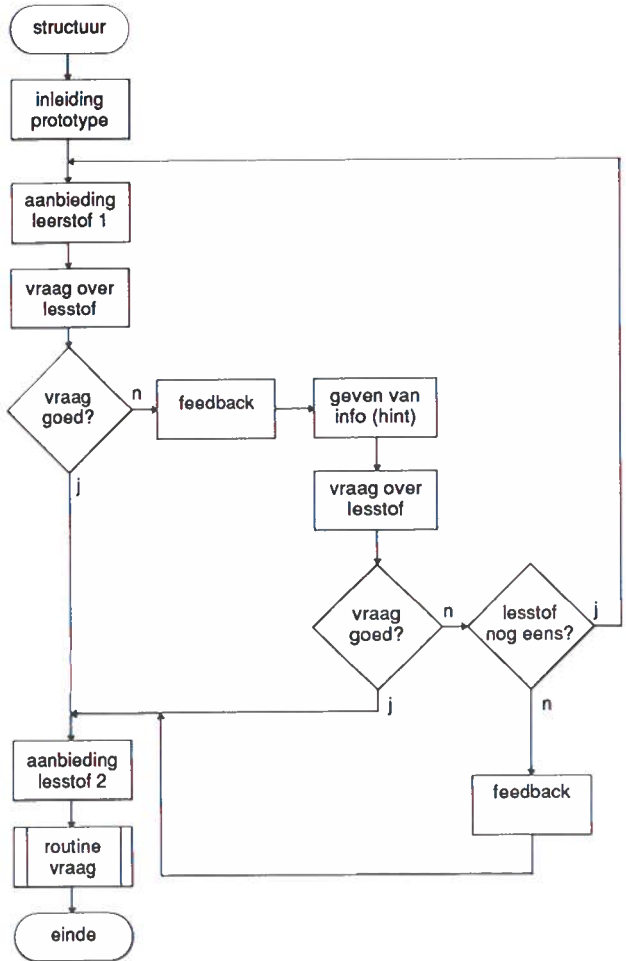 structuur
inleiding
prototype
aanbieding
leerstof 1
vraag over
lesstof
vraag
goed?
n
feedback
geven van
info (hint)
j
vraag over
lesstof
vraag
goed?
n
lesstof
nog eens?
j
j
n
aanbieding
lesstof 2
feedback
routine
vraag
einde